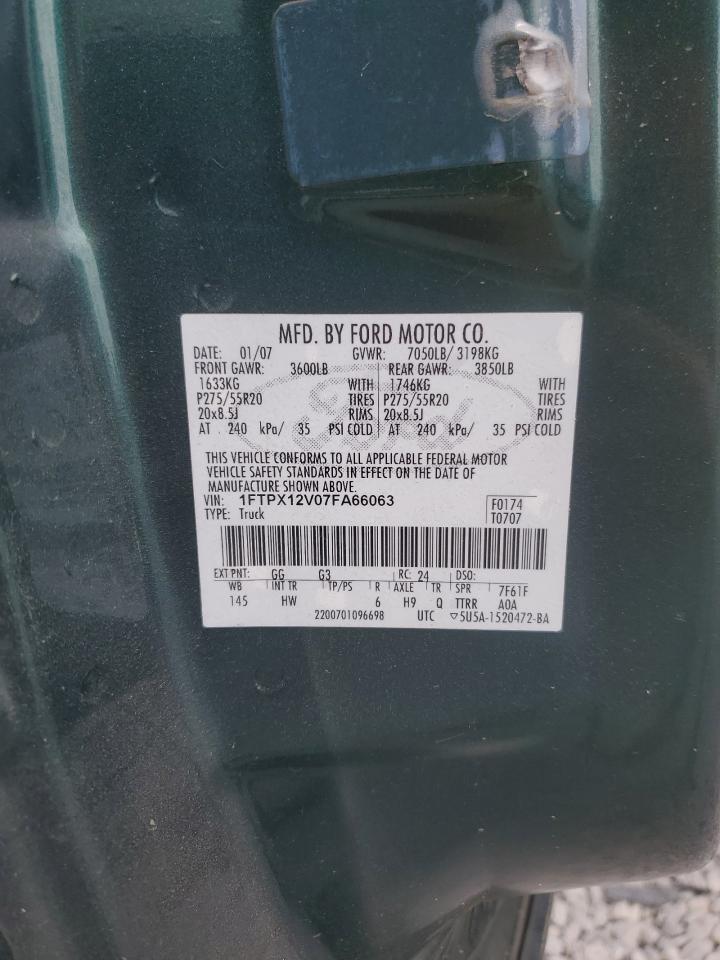 MFD. BY FORD MOTOR CO.
DATE: 01/07 GVWR: 7050LB/ 3198KG
FRONT GAWR: 3600LB REAR GAWR: 3850LB
1633KG WITH 1746KG WITH
P275/55R20 TIRES P275/55R20 TIRES
20x8.5J RIMS 20x8.5J RIMS
AT 240 kPa/ 35 PSI COLD AT 240 kPa/ 35 PSI COLD
Ford
THIS VEHICLE CONFORMS TO ALL APPLICABLE FEDERAL MOTOR
VEHICLE SAFETY STANDARDS IN EFFECT ON THE DATE OF
MANUFACTURE SHOWN ABOVE.
VIN: 1FTPX12V07FA66063 F0174
TYPE: Truck T0707
EXT PNT: GG G3 RC: 24 DSO:
WB INT TR TP/PS R AXLE TR SPR 7F61F
145 HW 6 H9 Q TTRR A0A
2200701096698 UTC ▽5U5A-1520472-BA